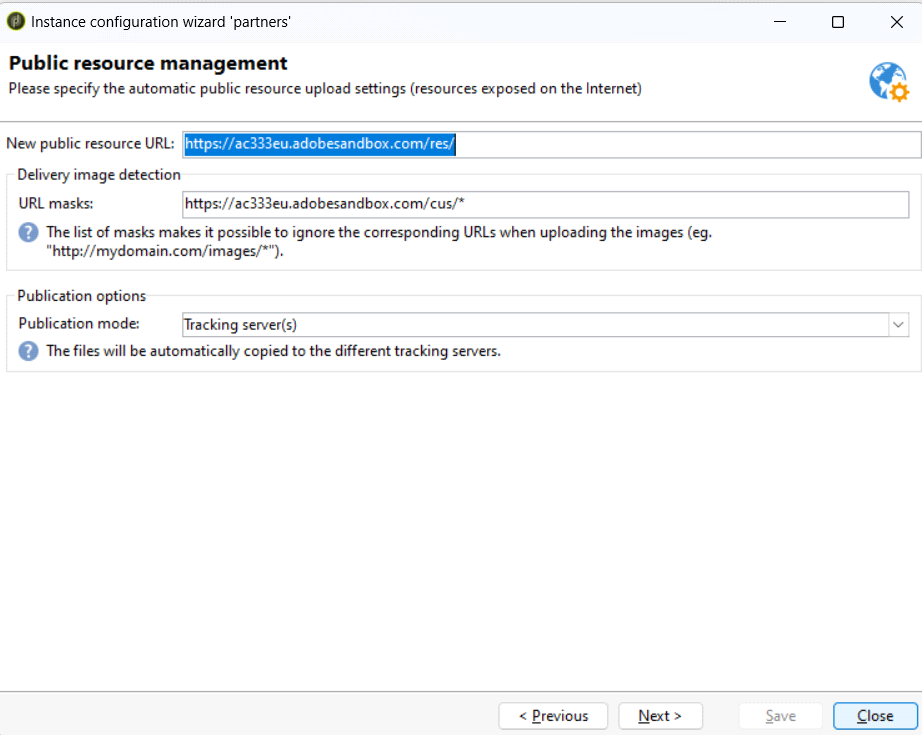 Instance configuration wizard 'partners'
Public resource management
Please specify the automatic public resource upload settings (resources exposed on the Internet)
New public resource URL: https://ac333eu.adobesandbox.com/res/
Delivery image detection
URL masks: https://ac333eu.adobesandbox.com/cus/*
The list of masks makes it possible to ignore the corresponding URLs when uploading the images (eg.
"http://mydomain.com/images/*").
Publication options
Publication mode: Tracking server(s)
The files will be automatically copied to the different tracking servers.
< Previous Next > Save Close